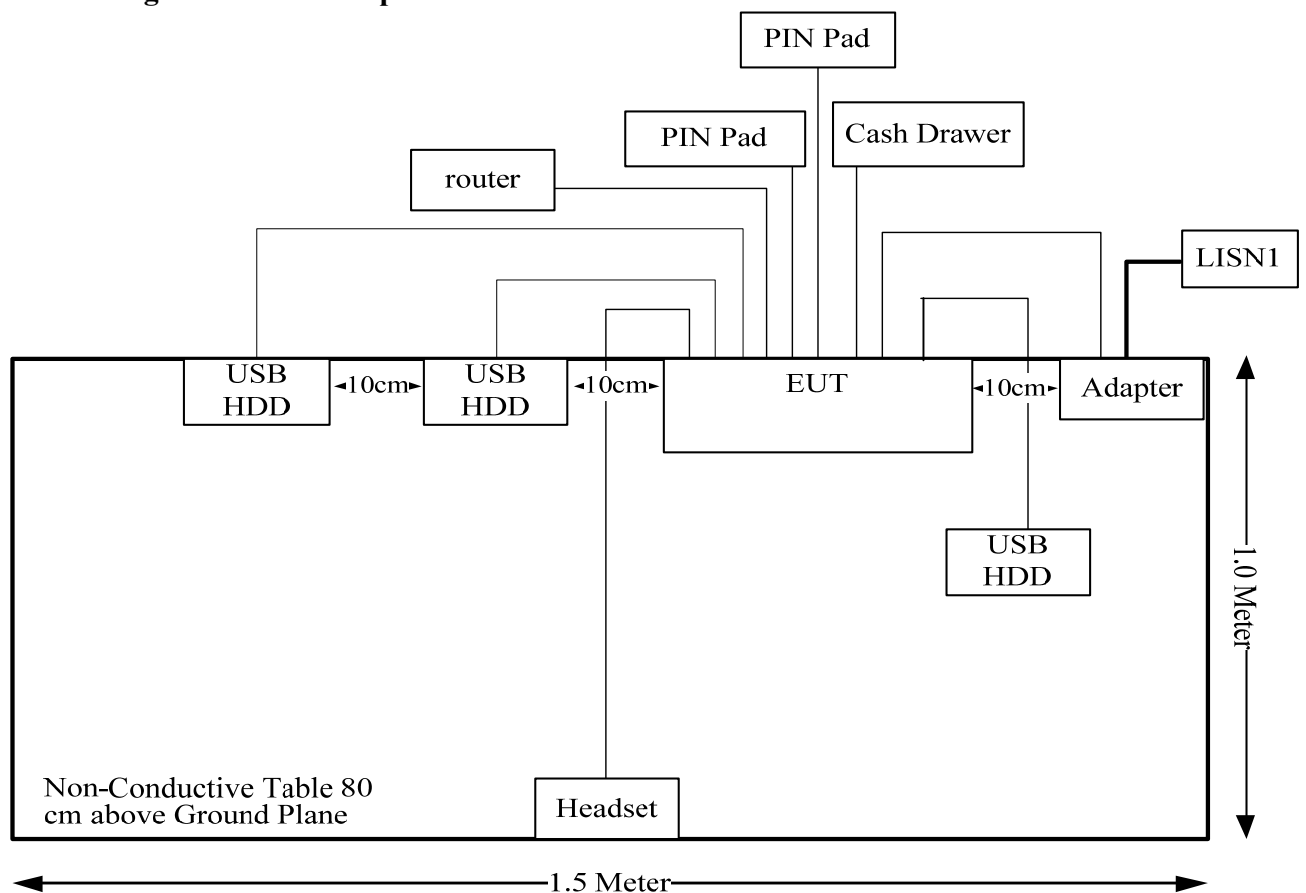 PIN Pad
PIN Pad
Cash Drawer
router
LISN1
USB
HDD
10cm
USB
HDD
10cm
EUT
10cm
Adapter
USB
HDD
1.0 Meter
Non-Conductive Table 80
cm above Ground Plane
Headset
1.5 Meter